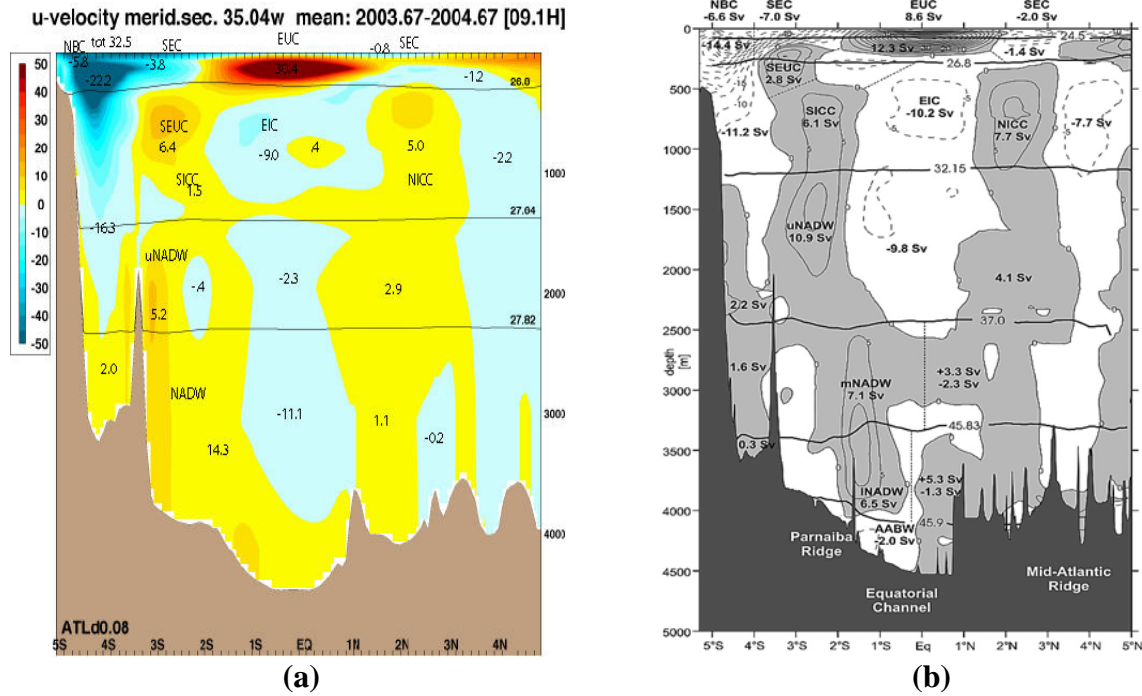 u-velocity merid.sec. 35.04w mean: 2003.67-2004.67 [09.1H]
NBC tot 32.5 SEC EUC -0.8 SEC
-5.8 -3.8 30.4
-22.2 -12
26.0
SEUC EIC
6.4 -9.0 .4 5.0 -22
SICC NICC
1.5
1000
-16.3 27.64
uNADW
-.4 -2.3 2.9
2000
5.2
27.82
2.0 NADW
-11.1 1.1
3000
14.3 -02
4000
50
40
30
20
10
0
-10
-20
-30
-40
-50
ATLd0.08
5S 4S 3S 2S 1S EQ 1N 2N 3N 4N
(a)
NBC SEC EUC SEC
-6.6 Sv -7.0 Sv 8.6 Sv -2.0 Sv
0
500
1000
1500
2000
2500
3000
3500
4000
4500
5000
depth
[m]
-14.4 Sv 12.3 Sv -1.4 Sv 24.5
SEUC 26.8
2.8 Sv
SICC EIC
6.1 Sv -10.2 Sv NICC
-11.2 Sv 7.7 Sv -7.7 Sv
32.15
uNADW
10.9 Sv
-9.8 Sv
4.1 Sv
2.2 Sv
37.0
1.6 Sv +3.3 Sv
mNADW -2.3 Sv
7.1 Sv
45.83
0.3 Sv
+5.3 Sv
lNADW -1.3 Sv
6.5 Sv
45.9
AABW
-2.0 Sv
Parnaiba
Ridge
Equatorial
Channel
Mid-Atlantic
Ridge
5°S 4°S 3°S 2°S 1°S Eq 1°N 2°N 3°N 4°N 5°N
(b)